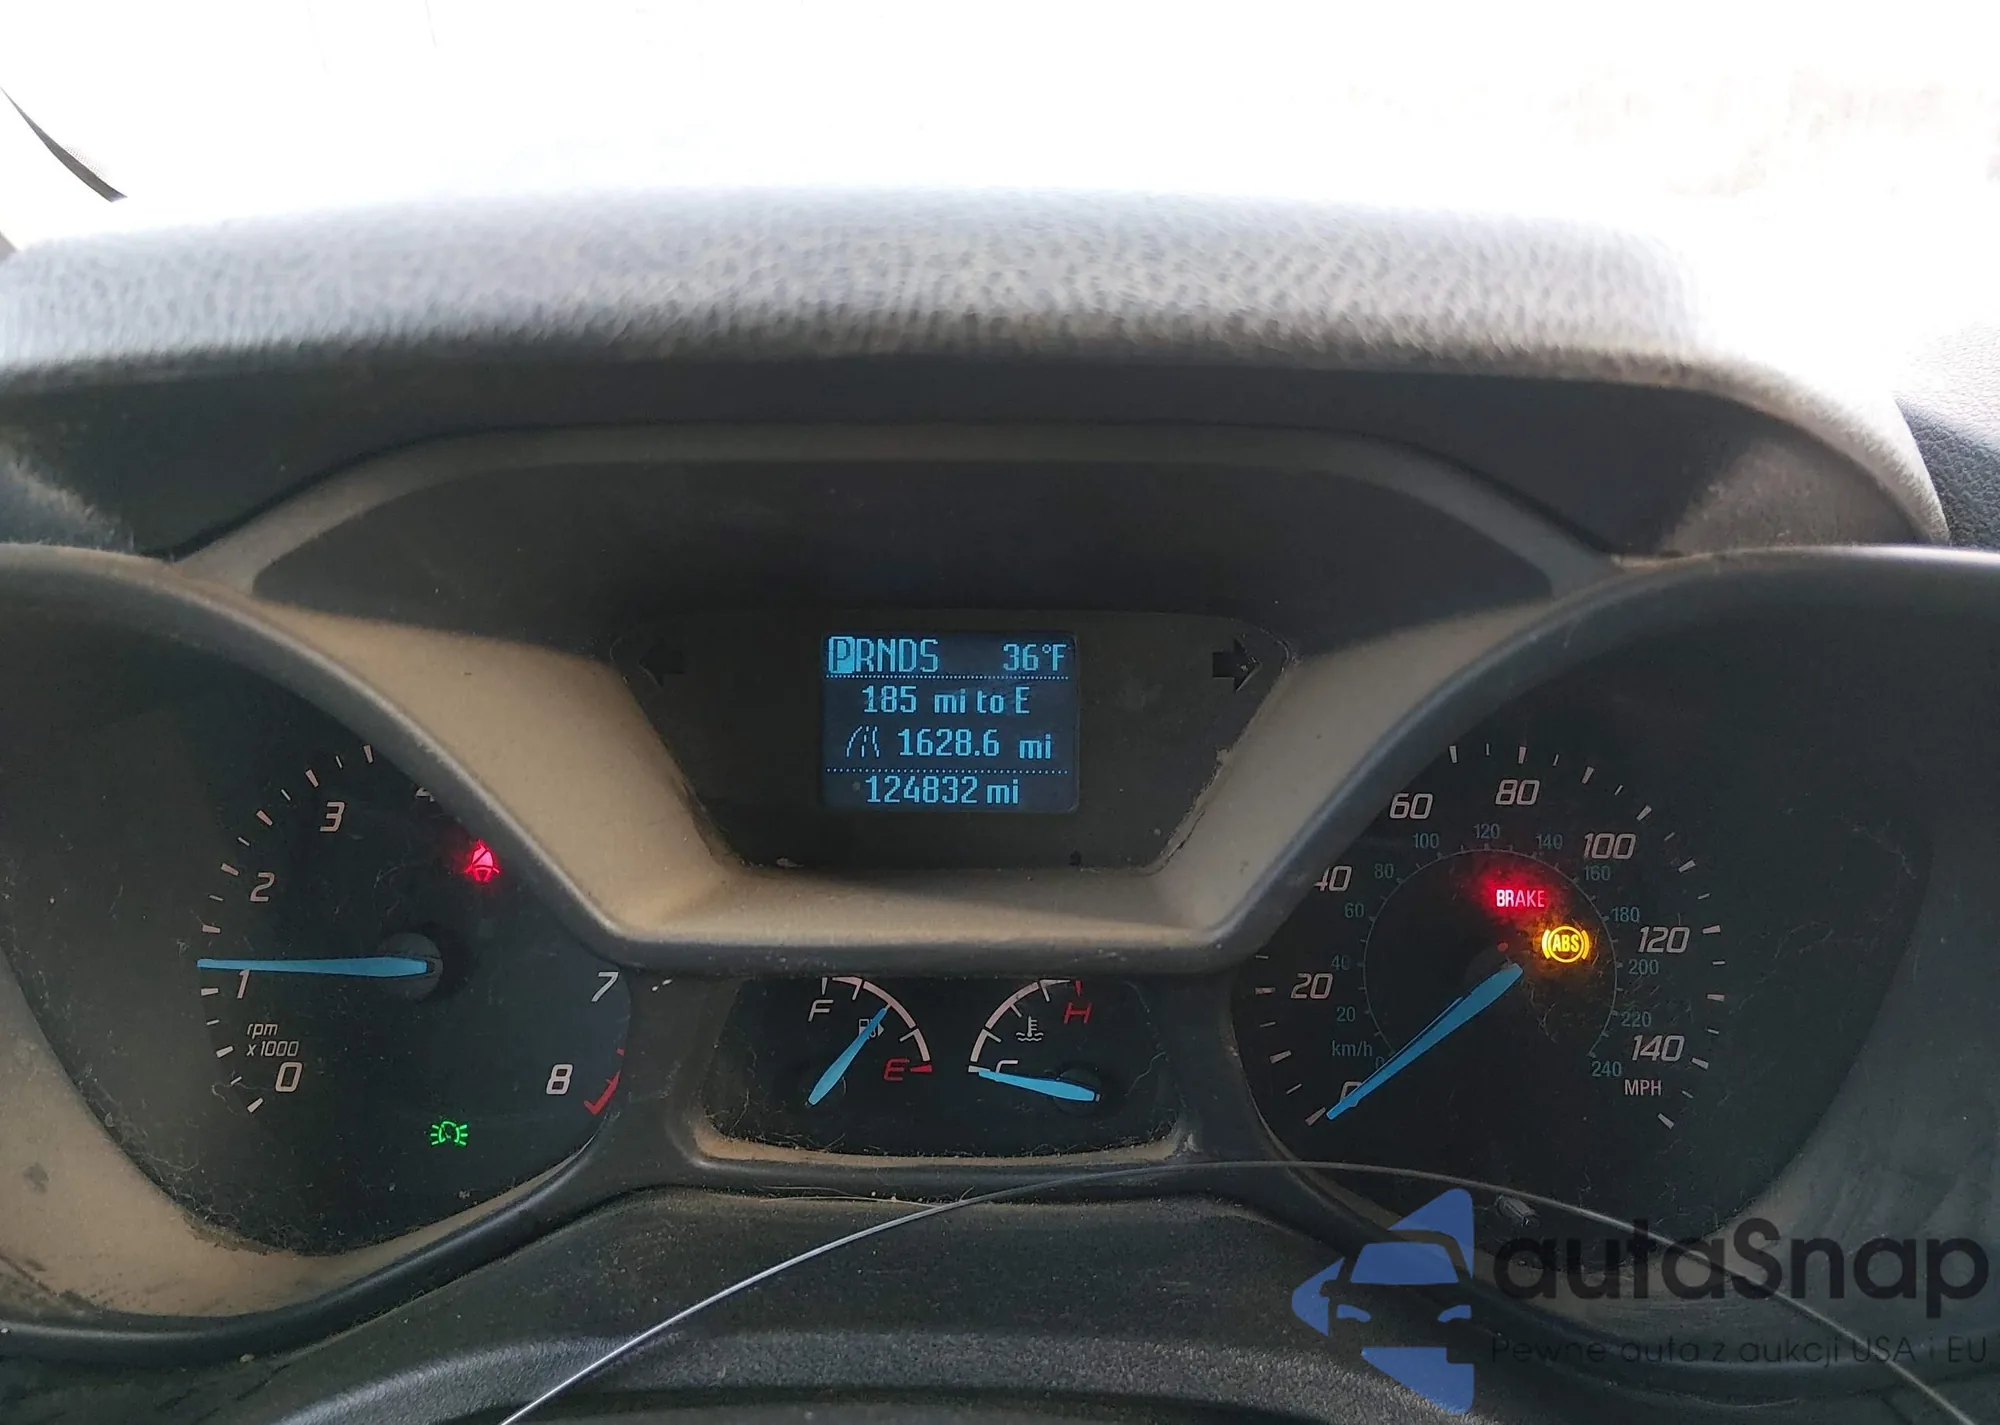 PRNDS 36°F
185 mi to E
1628.6 mi
124832 mi
0 1 2 3 7 8
rpm
x1000
F E
C H
0 20 40 60 80 100 120 140
MPH
20 40 60 80 100 120 140 160 180 200 220 240
km/h
BRAKE
ABS
autaSnap
Pewne auta z aukcji USA i EU